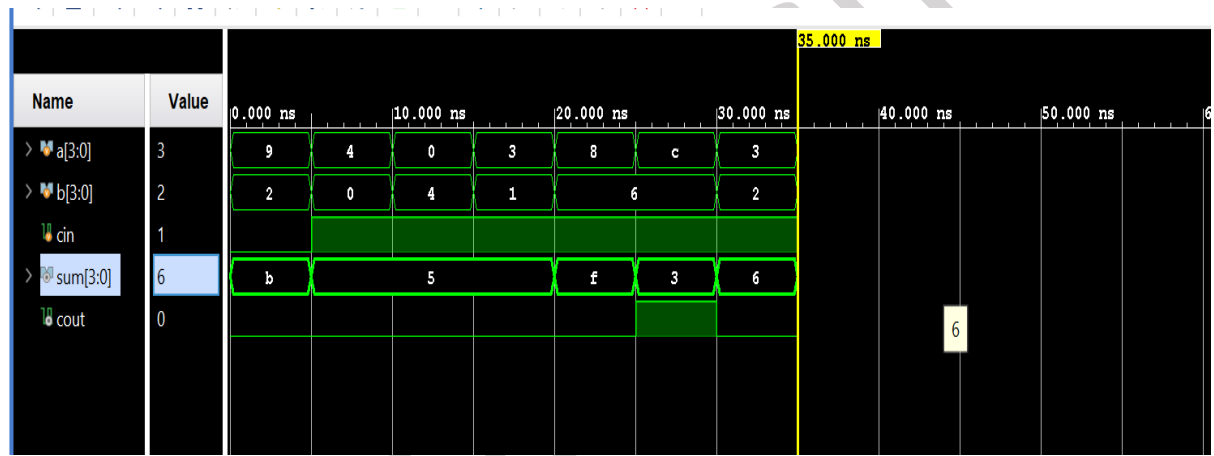 35.000 ns
Name Value
0.000 ns 10.000 ns 20.000 ns 30.000 ns 40.000 ns 50.000 ns 6
a[3:0] 3 9 4 0 3 8 c 3
b[3:0] 2 2 0 4 1 6 2
cin 1
sum[3:0] 6 b 5 f 3 6
cout 0
6